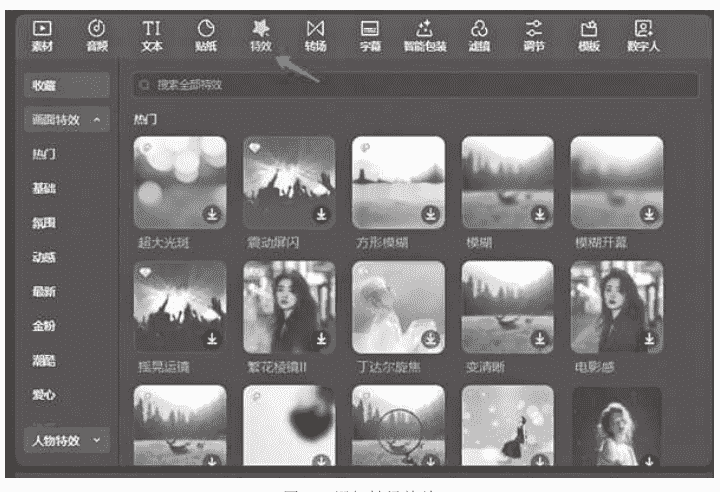 素材 音频 TI 文本 贴纸 特效 转场 字幕 智能包装 滤镜 调节 模板 数字人
收藏
搜索全部特效
画面特效
热门
热门
基础
氛围
动感
最新
金粉
潮酷
爱心
人物特效
超大光斑 震动屏闪 方形模糊 模糊 模糊开幕
摇晃运镜 繁花棱镜II 丁达尔旋焦 变清晰 电影感